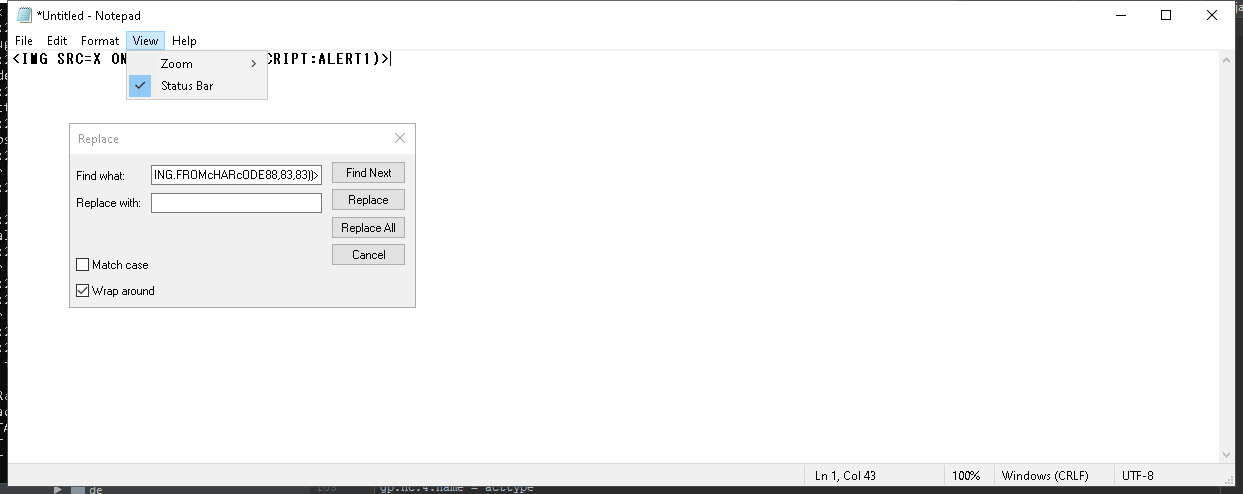 *Untitled - Notepad
File Edit Format View Help
<IMG SRC=X ON CRIPT:ALERT1)>
Zoom
Status Bar
Replace
Find what: ING.FROMcHARcODE88,83,83))> Find Next
Replace with: Replace
Replace All
Cancel
Match case
Wrap around
Ln 1, Col 43 100% Windows (CRLF) UTF-8
de gp.nc.4.name = acttype